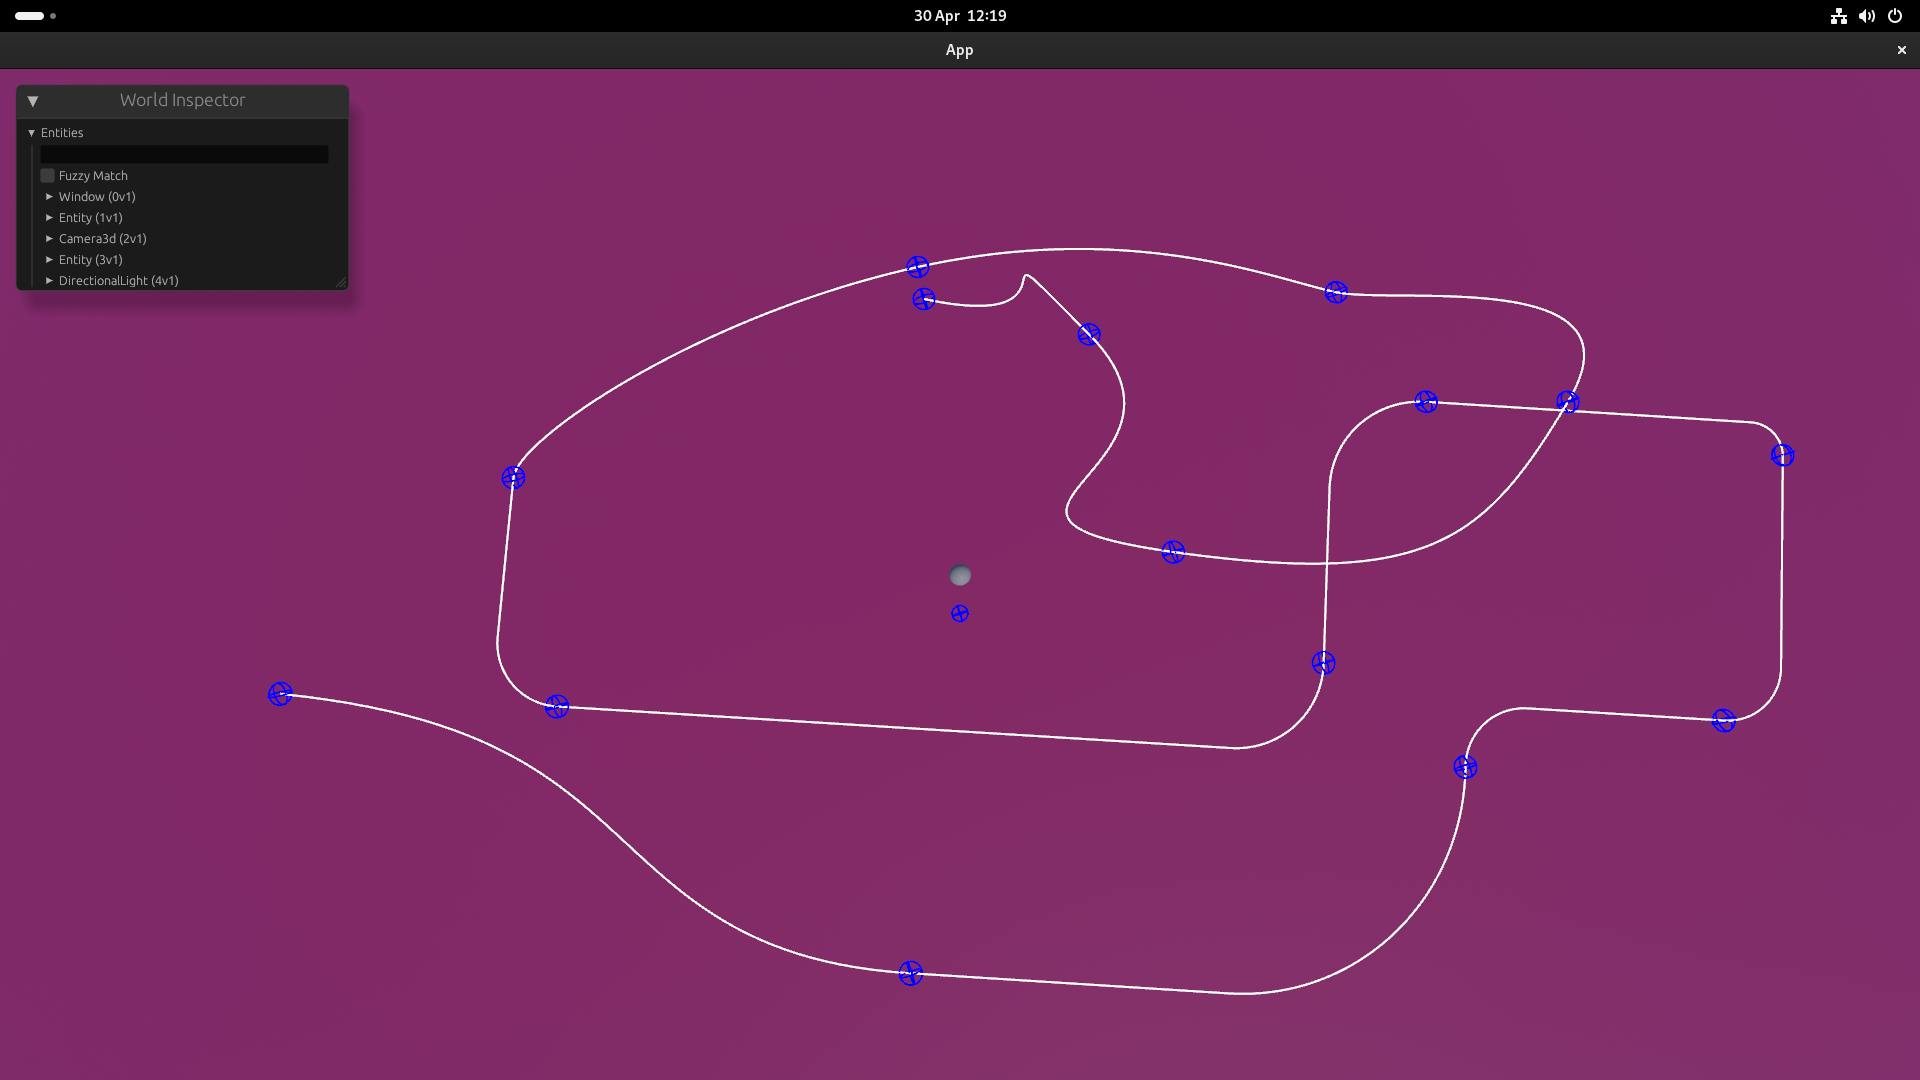 30 Apr 12:19
App
World Inspector
Entities
Fuzzy Match
Window (0v1)
Entity (1v1)
Camera3d (2v1)
Entity (3v1)
DirectionalLight (4v1)